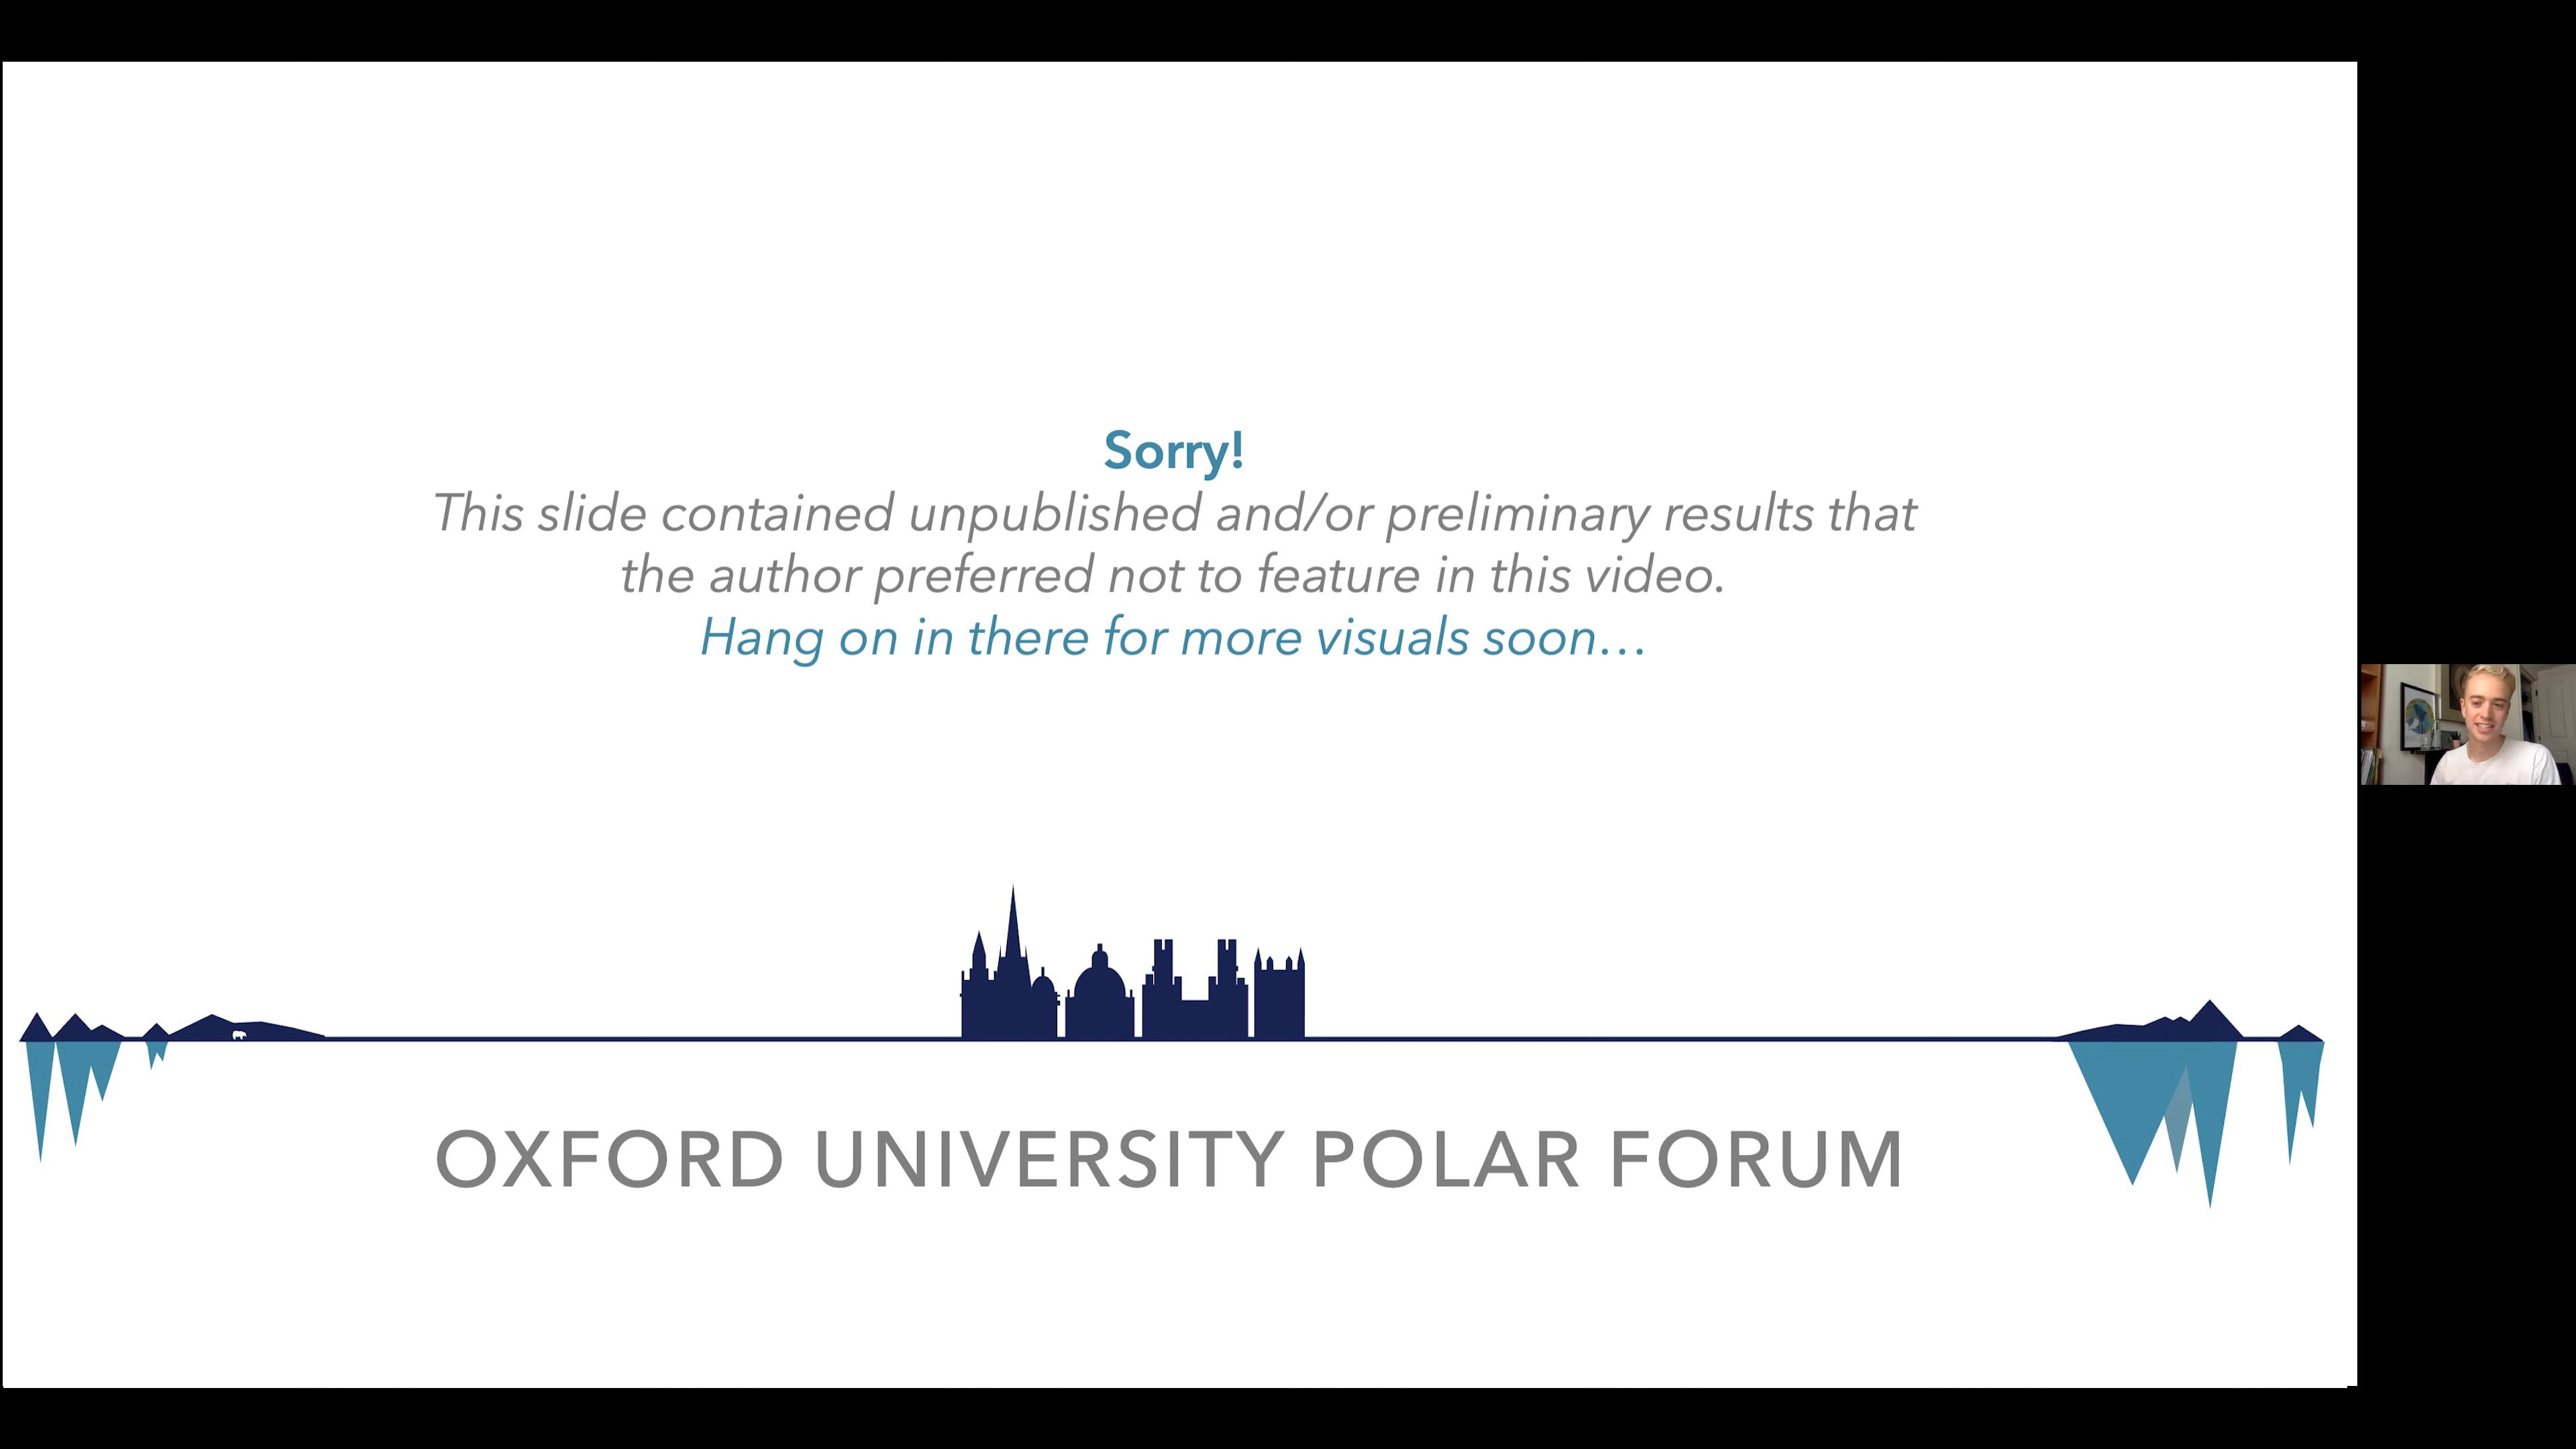 Sorry!
This slide contained unpublished and/or preliminary results that
the author preferred not to feature in this video.
Hang on in there for more visuals soon…
OXFORD UNIVERSITY POLAR FORUM